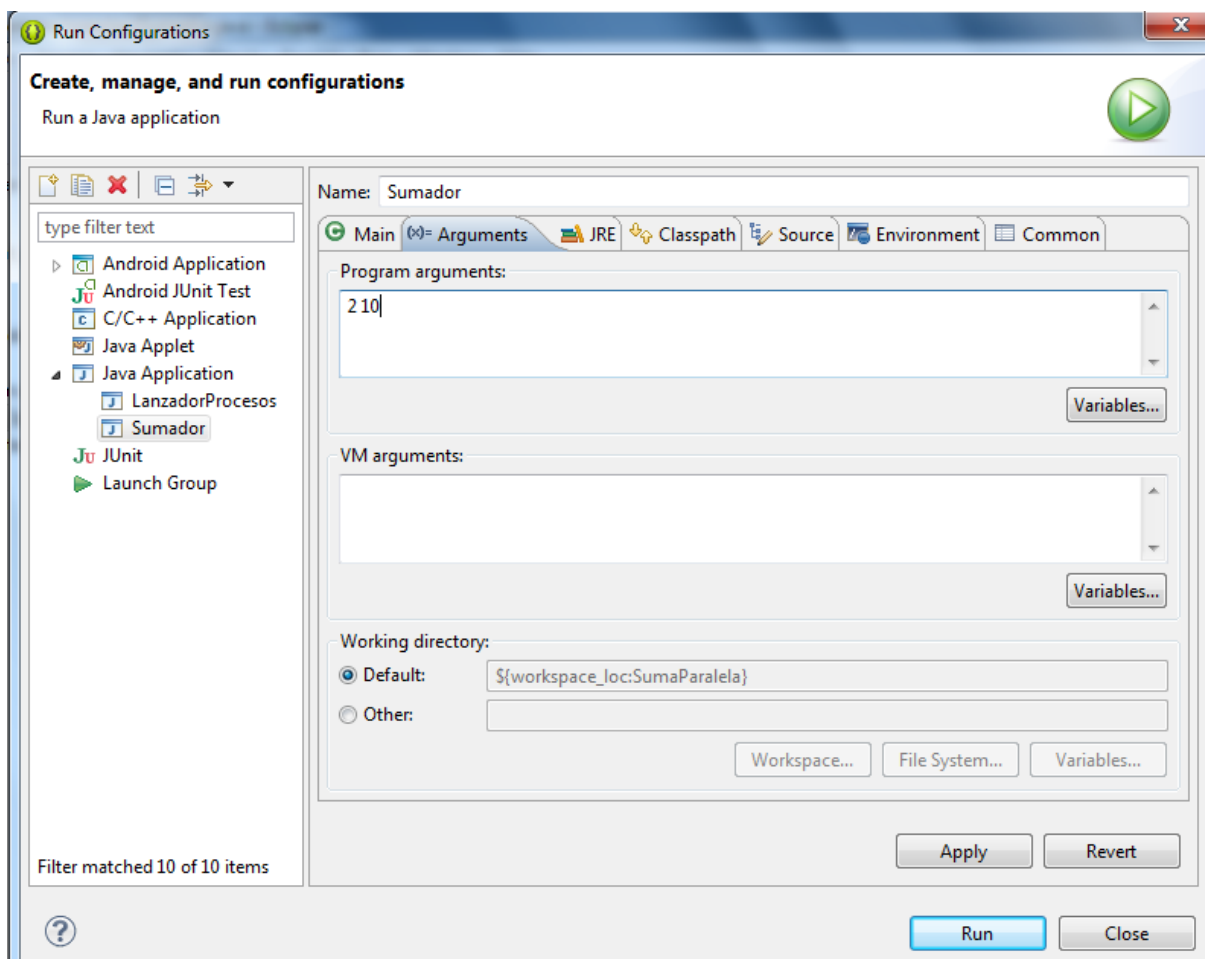 Run Configurations
Create, manage, and run configurations
Run a Java application
type filter text
Android Application
Android JUnit Test
C/C++ Application
Java Applet
Java Application
LanzadorProcesos
Sumador
JUnit
Launch Group
Filter matched 10 of 10 items
Name: Sumador
Main (x)= Arguments JRE Classpath Source Environment Common
Program arguments:
2 10
Variables...
VM arguments:
Variables...
Working directory:
Default: ${workspace_loc:SumaParalela}
Other:
Workspace... File System... Variables...
Apply Revert
? Run Close